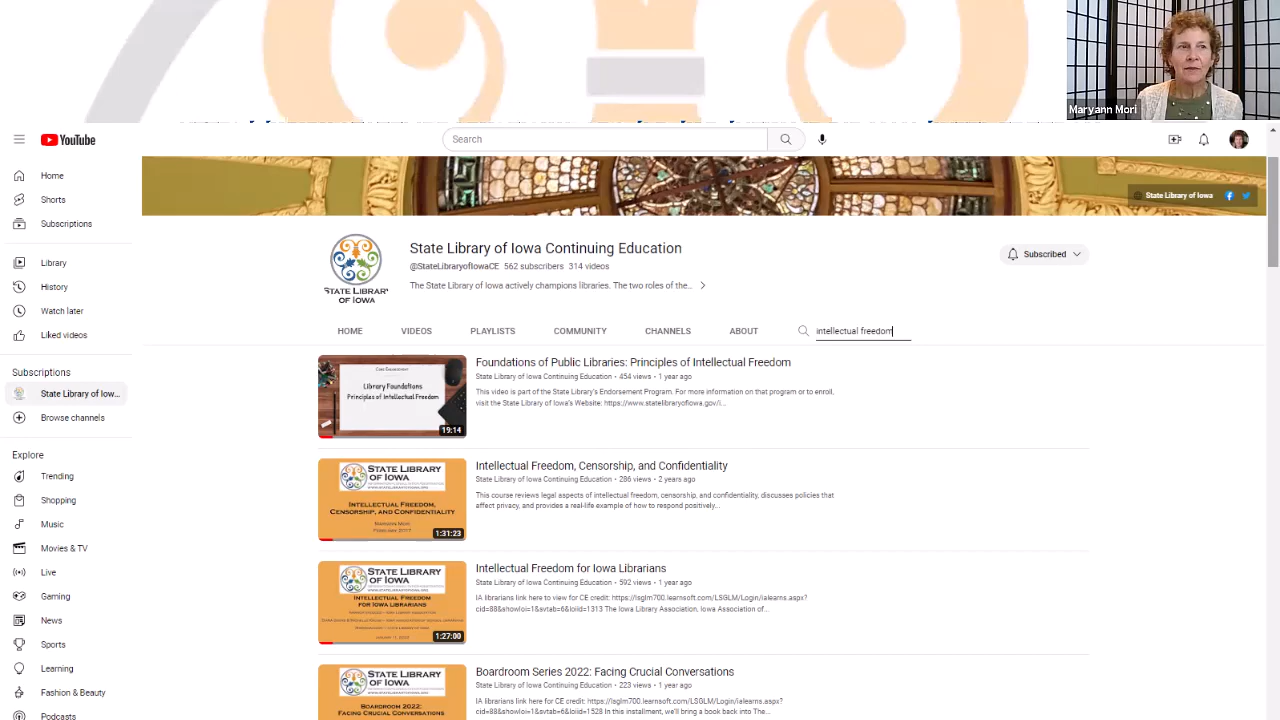 Maryann Mori
YouTube
Search
Home
Shorts
Subscriptions
Library
History
Watch later
Liked videos
Subscriptions
State Library of Iow...
Browse channels
Explore
Trending
Shopping
Music
Movies & TV
Live
Gaming
News
Sports
Learning
Fashion & Beauty
Podcasts
State Library of Iowa
STATE LIBRARY
OF IOWA
State Library of Iowa Continuing Education
@StateLibraryofIowaCE 562 subscribers 314 videos
The State Library of Iowa actively champions libraries. The two roles of the...
Subscribed
HOME VIDEOS PLAYLISTS COMMUNITY CHANNELS ABOUT intellectual freedom
Library Foundations
Principles of Intellectual Freedom
19:14
Foundations of Public Libraries: Principles of Intellectual Freedom
State Library of Iowa Continuing Education • 454 views • 1 year ago
This video is part of the State Library's Endorsement Program. For more information on that program or to enroll,
visit the State Library of Iowa's Website: https://www.statelibraryofiowa.gov/i...
STATE LIBRARY
OF IOWA
INTELLECTUAL FREEDOM,
CENSORSHIP, AND CONFIDENTIALITY
MARYANN MORI
1:31:23
Intellectual Freedom, Censorship, and Confidentiality
State Library of Iowa Continuing Education • 286 views • 2 years ago
This course reviews legal aspects of intellectual freedom, censorship, and confidentiality, discusses policies that
affect privacy, and provides a real-life example of how to respond positively...
STATE LIBRARY
OF IOWA
INTELLECTUAL FREEDOM
FOR IOWA LIBRARIANS
1:27:00
Intellectual Freedom for Iowa Librarians
State Library of Iowa Continuing Education • 592 views • 1 year ago
IA librarians link here to view for CE credit: https://lsglm700.learnsoft.com/LSGLM/Login/ialearns.aspx?
cid=88&showloi=1&svtab=6&loiid=1313 The Iowa Library Association, Iowa Association of...
STATE LIBRARY
OF IOWA
BOARDROOM 2022:
FACING CRUCIAL CONVERSATIONS
Boardroom Series 2022: Facing Crucial Conversations
State Library of Iowa Continuing Education • 223 views • 1 year ago
IA librarians link here for CE credit: https://lsglm700.learnsoft.com/LSGLM/Login/ialearns.aspx?
cid=88&showloi=1&svtab=6&loiid=1528 In this installment, we'll bring a book back into The...